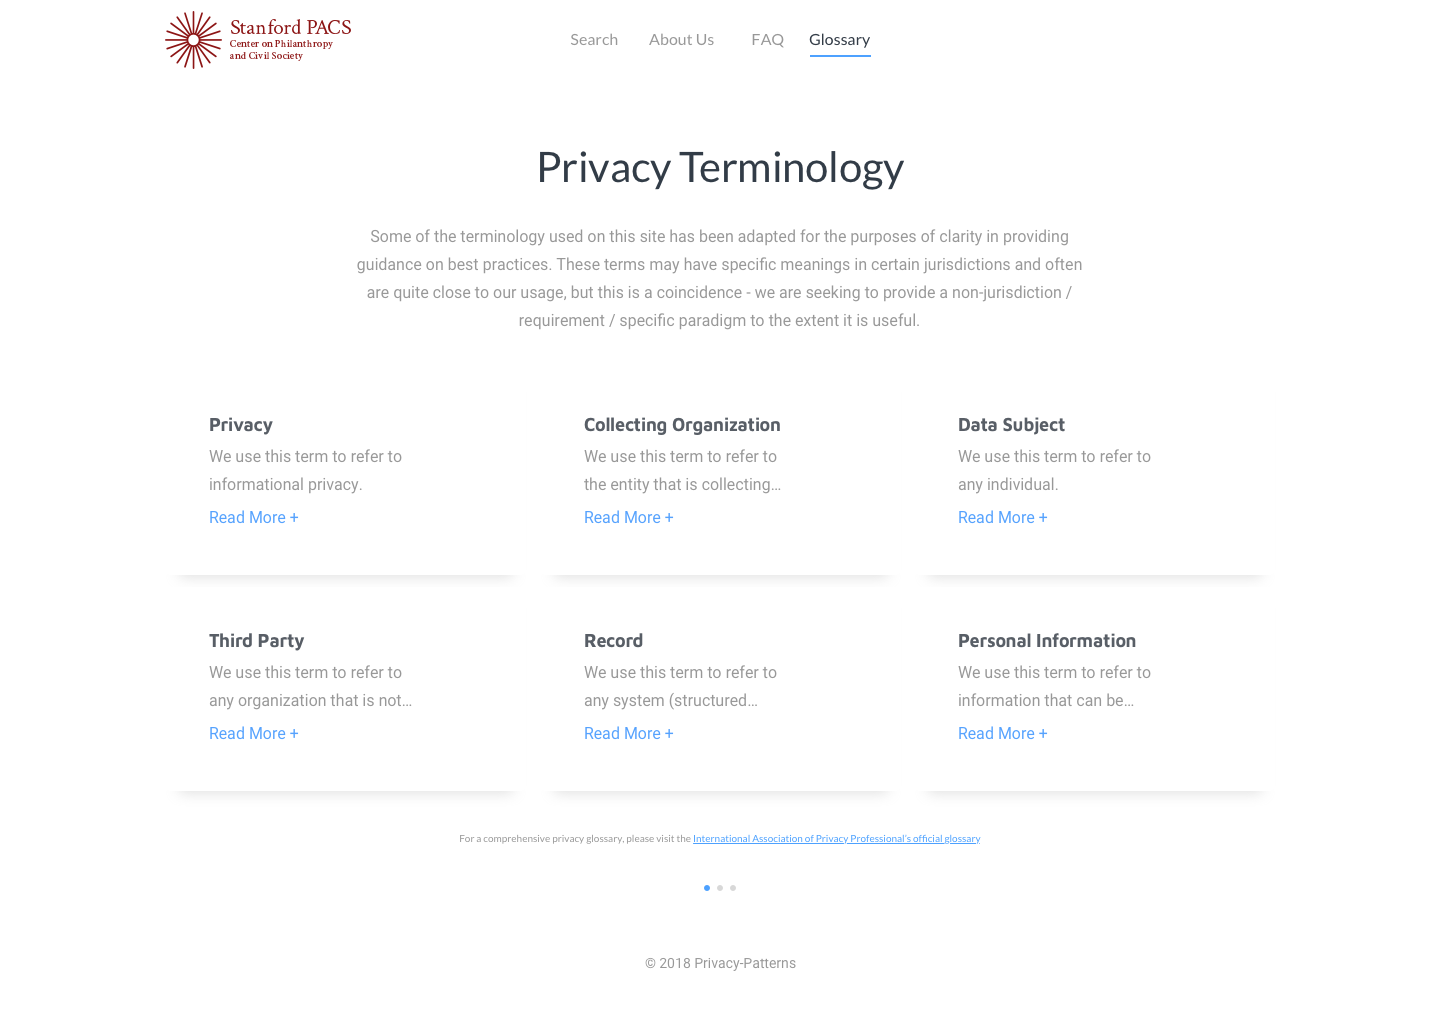 Stanford PACS
Center on Philanthropy
and Civil Society
Search
About Us
FAQ
Glossary
Privacy Terminology
Some of the terminology used on this site has been adapted for the purposes of clarity in providing
guidance on best practices. These terms may have specific meanings in certain jurisdictions and often
are quite close to our usage, but this is a coincidence - we are seeking to provide a non-jurisdiction /
requirement / specific paradigm to the extent it is useful.
Privacy
We use this term to refer to
informational privacy.
Read More +
Collecting Organization
We use this term to refer to
the entity that is collecting…
Read More +
Data Subject
We use this term to refer to
any individual.
Read More +
Third Party
We use this term to refer to
any organization that is not…
Read More +
Record
We use this term to refer to
any system (structured…
Read More +
Personal Information
We use this term to refer to
information that can be…
Read More +
For a comprehensive privacy glossary, please visit the International Association of Privacy Professional's official glossary
© 2018 Privacy-Patterns